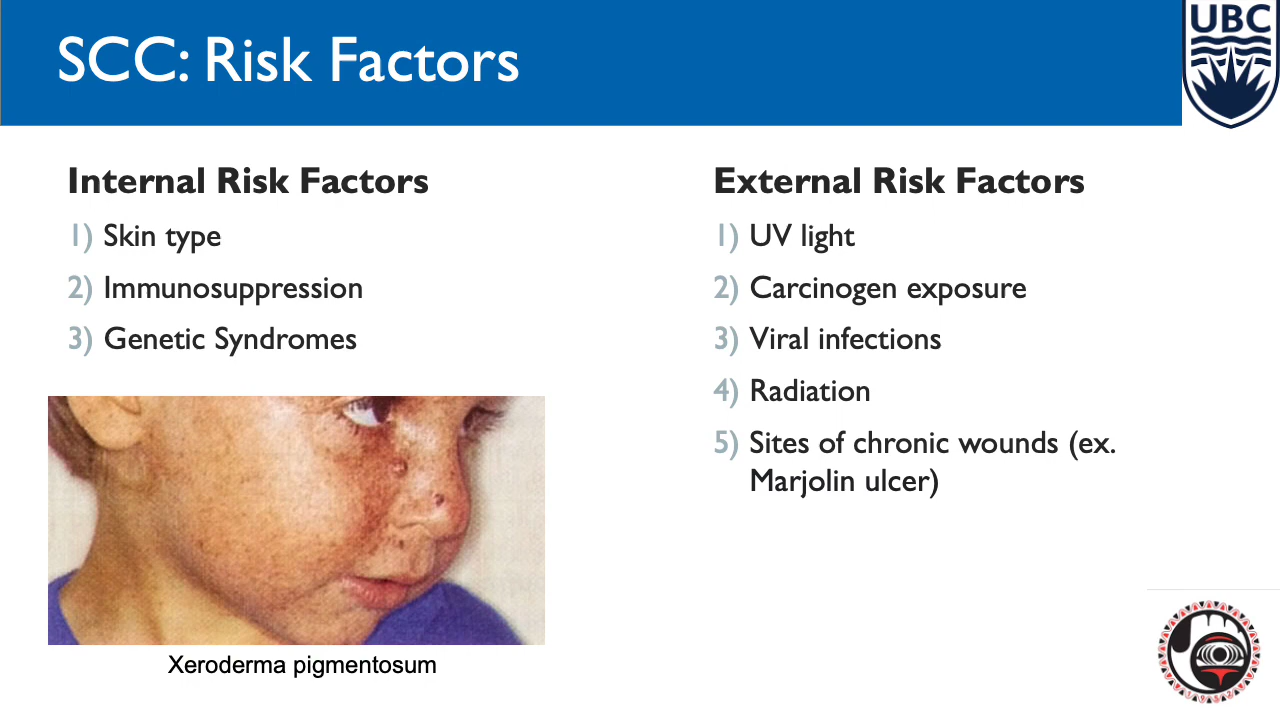 SCC: Risk Factors
UBC
Internal Risk Factors
1) Skin type
2) Immunosuppression
3) Genetic Syndromes
Xeroderma pigmentosum
External Risk Factors
1) UV light
2) Carcinogen exposure
3) Viral infections
4) Radiation
5) Sites of chronic wounds (ex.
Marjolin ulcer)